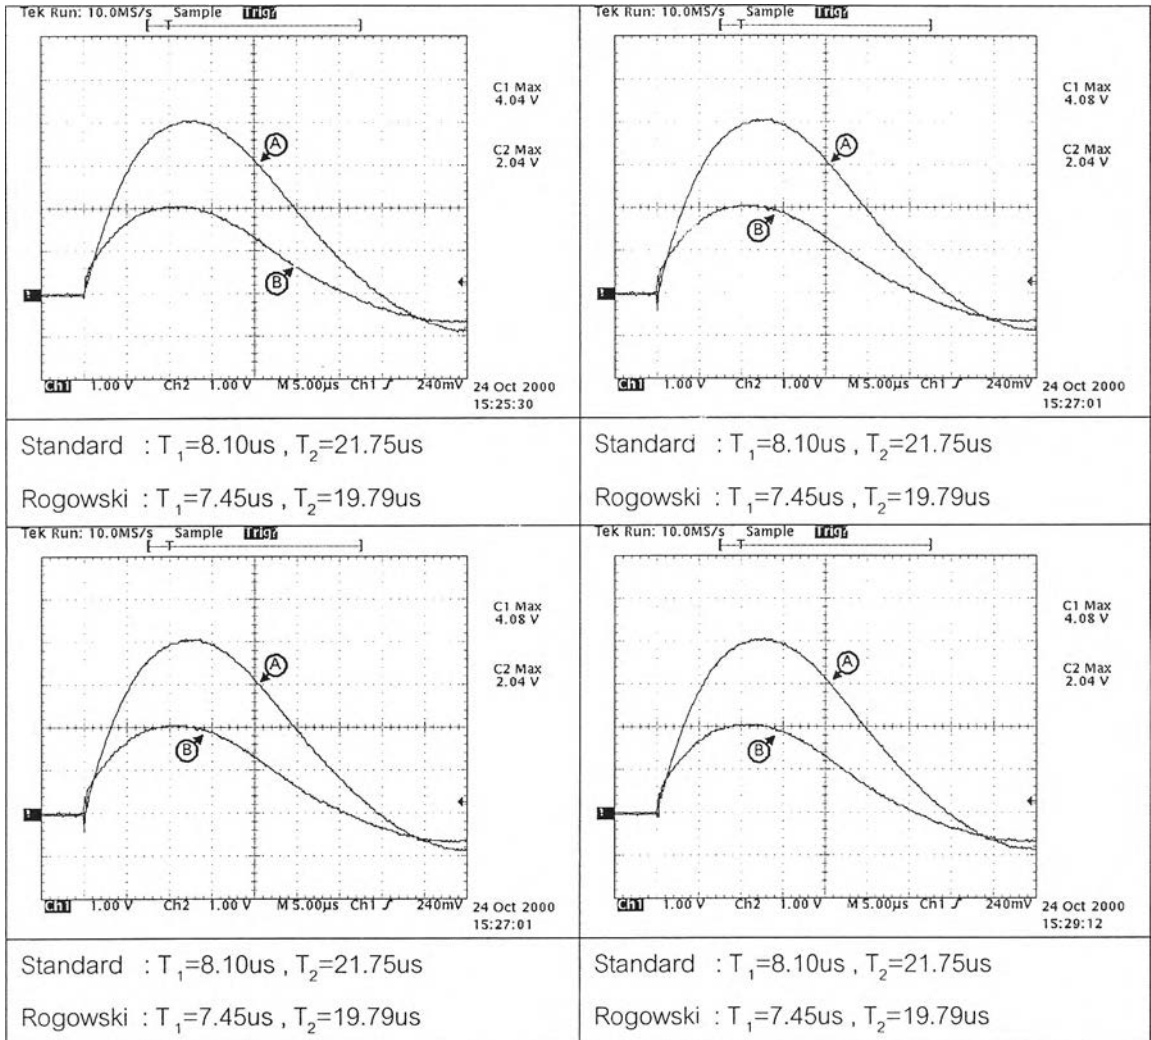 Tek Run: 10.0MS/s Sample Trig?
T
C1 Max
4.04 V
C2 Max
2.04 V
A
B
1
Ch1 1.00 V Ch2 1.00 V M 5.00µs Ch1 ƒ 240mV
24 Oct 2000
15:25:30
Tek Run: 10.0MS/s Sample Trig?
T
C1 Max
4.08 V
C2 Max
2.04 V
A
B
1
Ch1 1.00 V Ch2 1.00 V M 5.00µs Ch1 ƒ 240mV
24 Oct 2000
15:27:01
Standard : T1=8.10us , T2=21.75us
Rogowski : T1=7.45us , T2=19.79us
Standard : T1=8.10us , T2=21.75us
Rogowski : T1=7.45us , T2=19.79us
Tek Run: 10.0MS/s Sample Trig?
T
C1 Max
4.08 V
C2 Max
2.04 V
A
B
1
Ch1 1.00 V Ch2 1.00 V M 5.00µs Ch1 ƒ 240mV
24 Oct 2000
15:27:01
Tek Run: 10.0MS/s Sample Trig?
T
C1 Max
4.08 V
C2 Max
2.04 V
A
B
1
Ch1 1.00 V Ch2 1.00 V M 5.00µs Ch1 ƒ 240mV
24 Oct 2000
15:29:12
Standard : T1=8.10us , T2=21.75us
Rogowski : T1=7.45us , T2=19.79us
Standard : T1=8.10us , T2=21.75us
Rogowski : T1=7.45us , T2=19.79us